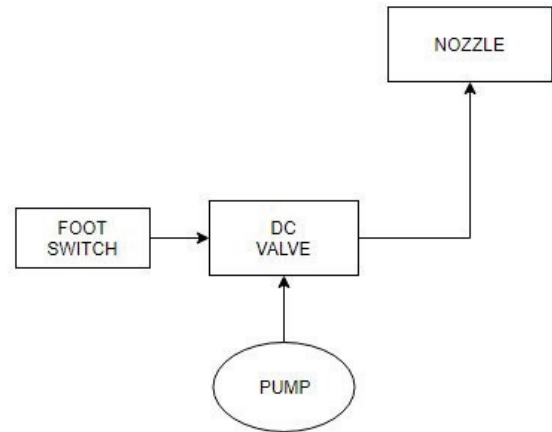 NOZZLE
FOOT
SWITCH
DC
VALVE
PUMP